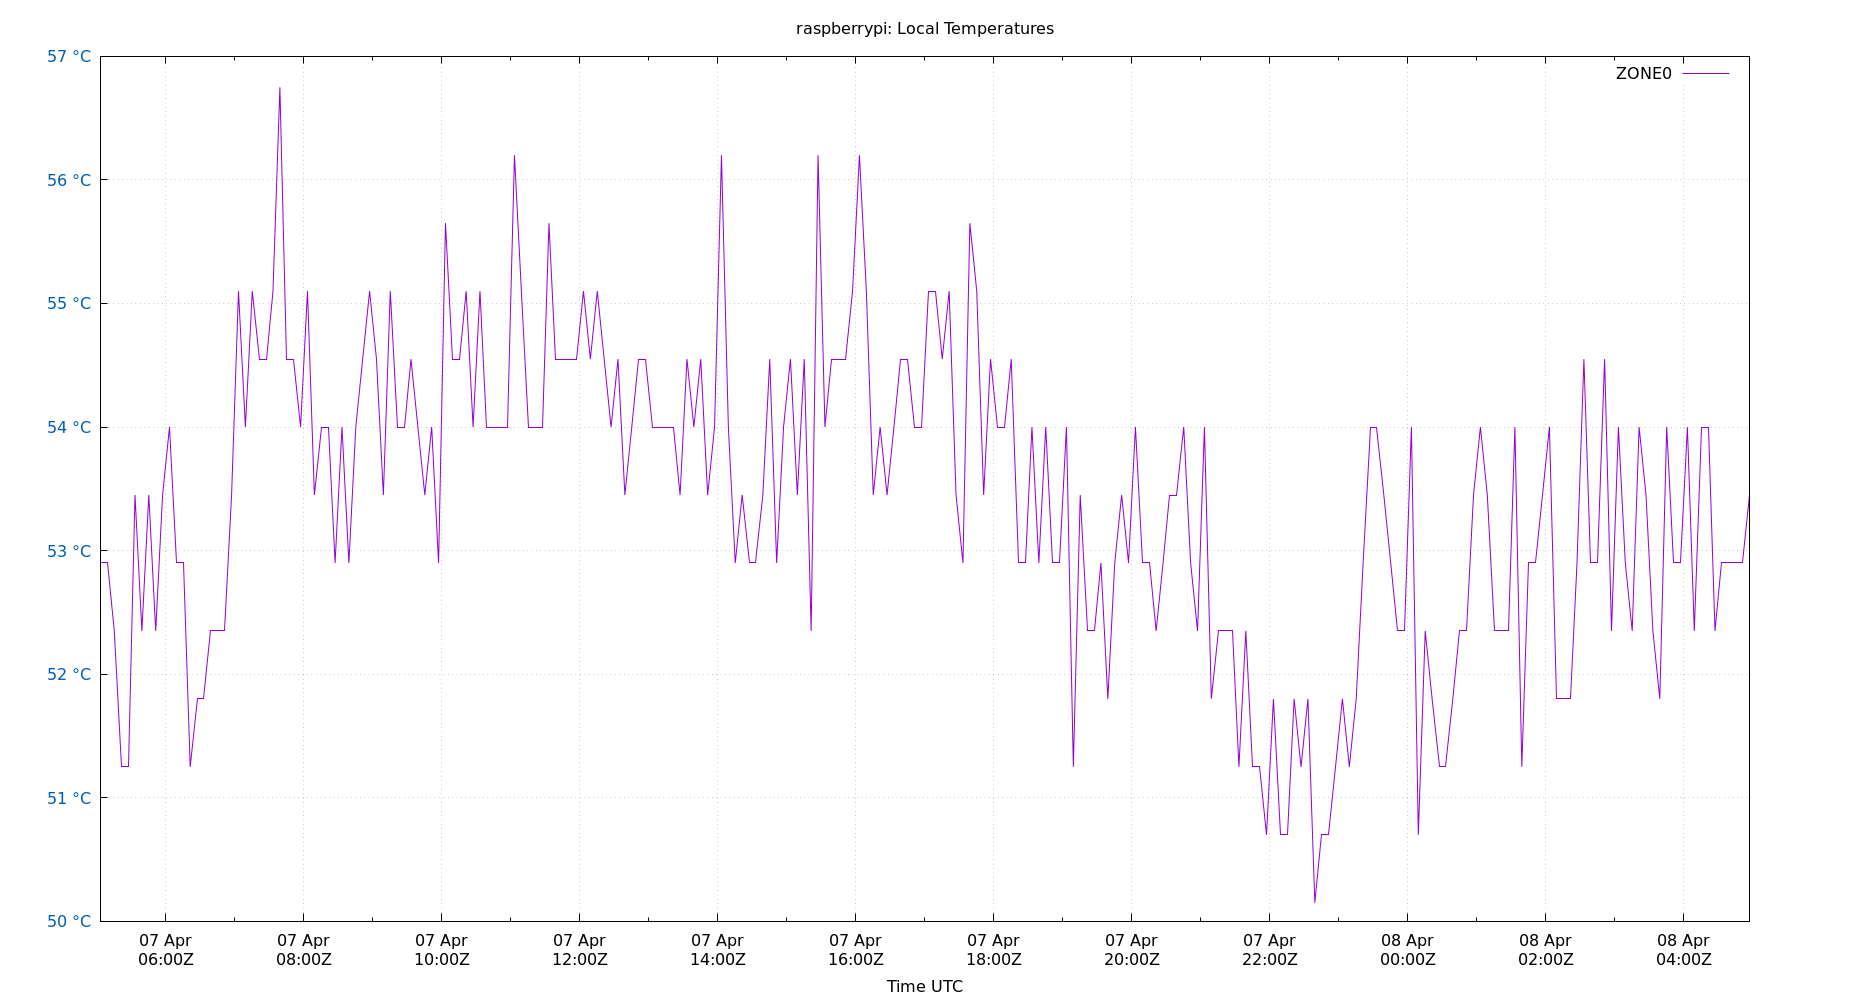 raspberrypi: Local Temperatures
57 °C
ZONE0
56 °C
55 °C
54 °C
53 °C
52 °C
51 °C
50 °C
07 Apr 07 Apr 07 Apr 07 Apr 07 Apr 07 Apr 07 Apr 07 Apr 07 Apr 08 Apr 08 Apr 08 Apr
06:00Z 08:00Z 10:00Z 12:00Z 14:00Z 16:00Z 18:00Z 20:00Z 22:00Z 00:00Z 02:00Z 04:00Z
Time UTC